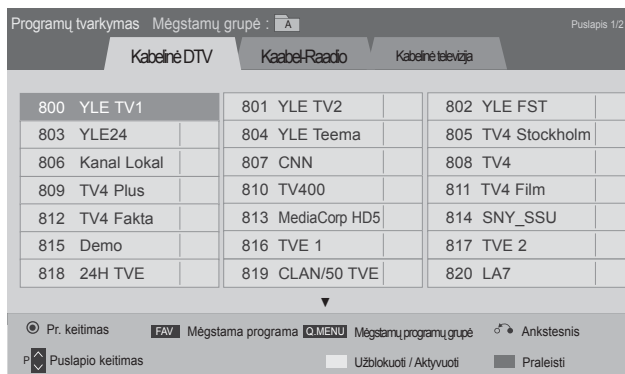 Programų tvarkymas Mėgstamų grupė : A Puslapis 1/2
Kabelinė DTV Kaabel-Raadio Kabelinė televizija
800 YLE TV1 801 YLE TV2 802 YLE FST
803 YLE24 804 YLE Teema 805 TV4 Stockholm
806 Kanal Lokal 807 CNN 808 TV4
809 TV4 Plus 810 TV400 811 TV4 Film
812 TV4 Fakta 813 MediaCorp HD5 814 SNY_SSU
815 Demo 816 TVE 1 817 TVE 2
818 24H TVE 819 CLAN/50 TVE 820 LA7
Pr. keitimas FAV Mėgstama programa Q.MENU Mėgstamų programų grupė Ankstesnis
P Puslapio keitimas Užblokuoti / Aktyvuoti Praleisti